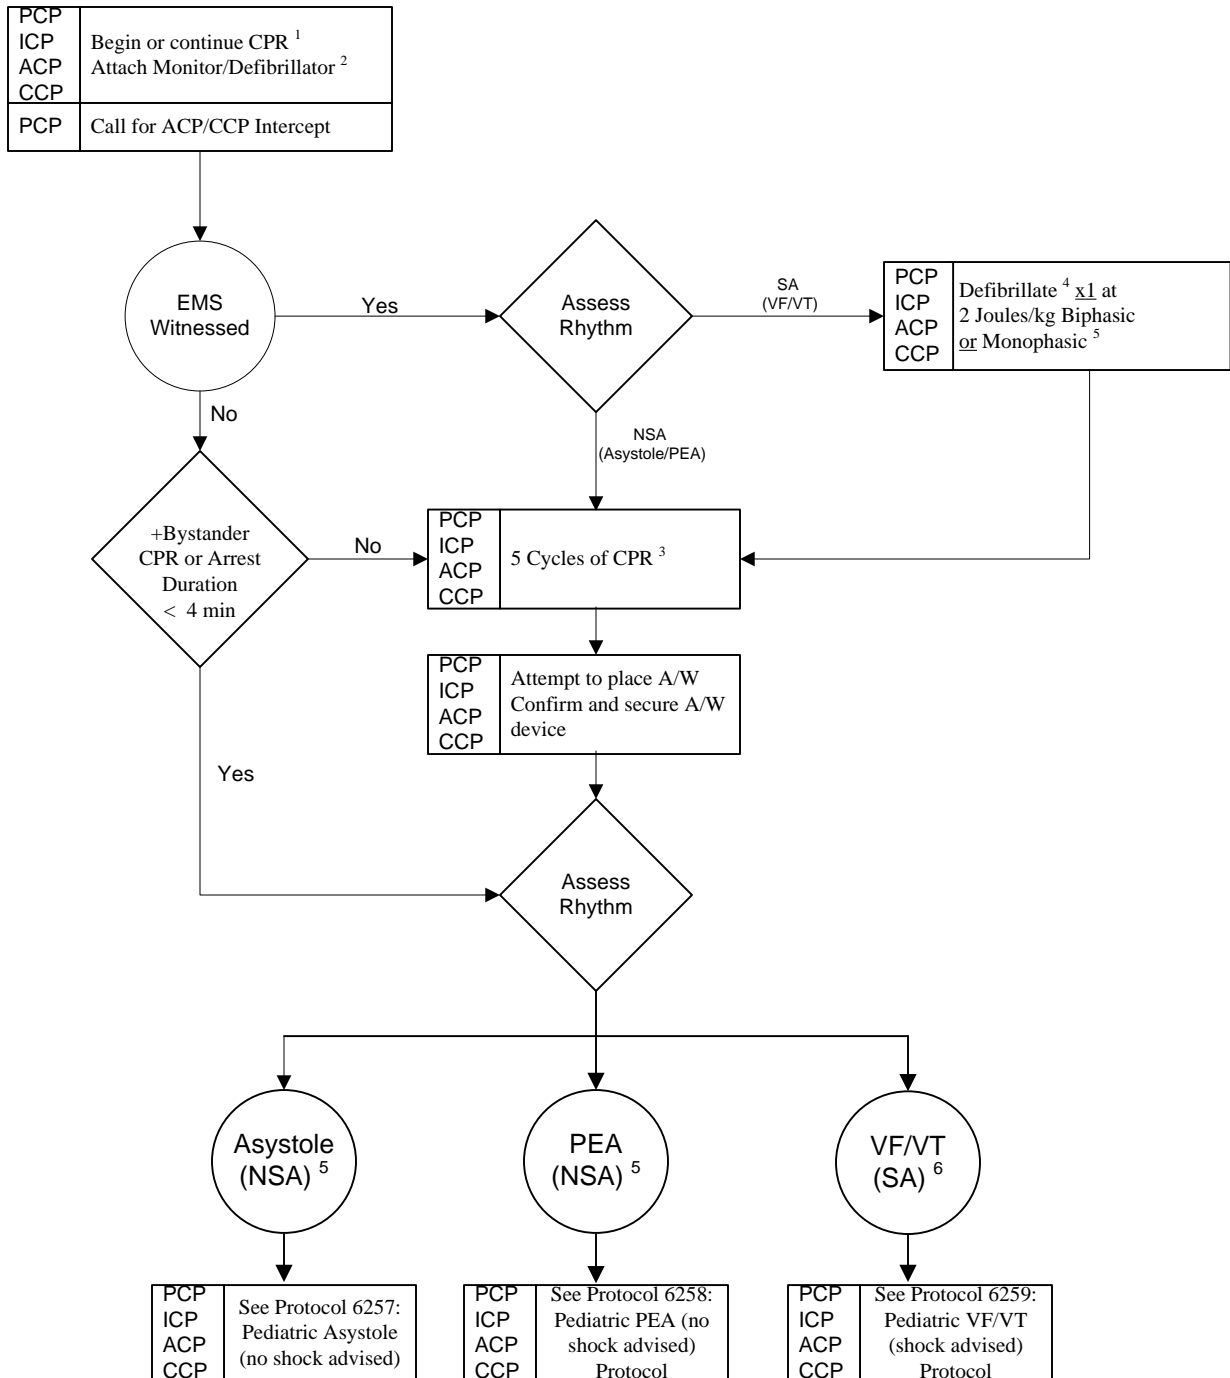 PCP
ICP
ACP
CCP
Begin or continue CPR 1
Attach Monitor/Defibrillator 2
PCP
Call for ACP/CCP Intercept
EMS
Witnessed
Yes
Assess
Rhythm
SA
(VF/VT)
PCP
ICP
ACP
CCP
Defibrillate 4 x1 at
2 Joules/kg Biphasic
or Monophasic 5
No
NSA
(Asystole/PEA)
+Bystander
CPR or Arrest
Duration
< 4 min
No
PCP
ICP
ACP
CCP
5 Cycles of CPR 3
PCP
ICP
ACP
CCP
Attempt to place A/W
Confirm and secure A/W
device
Yes
Assess
Rhythm
Asystole
(NSA) 5
PEA
(NSA) 5
VF/VT
(SA) 6
PCP
ICP
ACP
CCP
See Protocol 6257:
Pediatric Asystole
(no shock advised)
PCP
ICP
ACP
CCP
See Protocol 6258:
Pediatric PEA (no
shock advised)
Protocol
PCP
ICP
ACP
CCP
See Protocol 6259:
Pediatric VF/VT
(shock advised)
Protocol